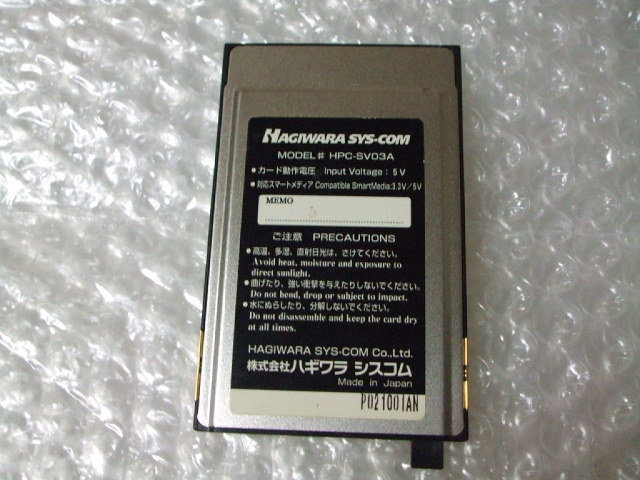 HAGIWARA SYS-COM
MODEL# HPC-SV03A
●カード動作電圧 Input Voltage : 5V
●対応スマートメディア Compatible SmartMedia:3.3V/5V
MEMO
ご注意 PRECAUTIONS
●高温、多湿、直射日光は、さけてください。
Avoid heat, moisture and exposure to
direct sunlight.
●曲げたり、強い衝撃を与えたりしないでください。
Do not bend, drop or subject to impact.
●水にぬらしたり、分解しないでください。
Do not disassemble and keep the card dry
at all times.
HAGIWARA SYS-COM Co.,Ltd.
株式会社ハギワラ シスコム
Made in Japan
P021001AN